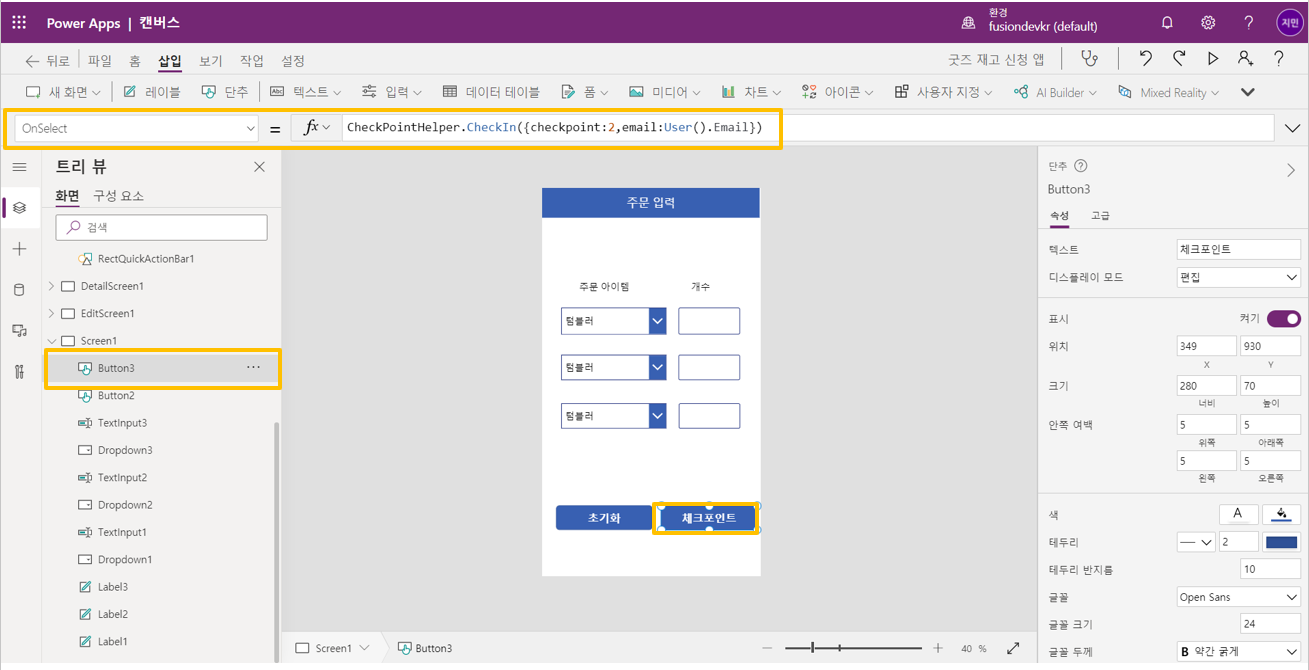 Power Apps | 캔버스
환경
fusiondevkr (default)
?
지민
뒤로 파일 홈 삽입 보기 작업 설정
굿즈 재고 신청 앱
?
새 화면 레이블 단추 Abc 텍스트 입력 데이터 테이블 폼 미디어 차트 아이콘 사용자 지정 AI Builder Mixed Reality
OnSelect = fx CheckPointHelper.CheckIn({checkpoint:2,email:User().Email})
트리 뷰
화면 구성 요소
검색
RectQuickActionBar1
DetailScreen1
EditScreen1
Screen1
Button3 ...
Button2
TextInput3
Dropdown3
TextInput2
Dropdown2
TextInput1
Dropdown1
Label3
Label2
Label1
주문 입력
주문 아이템 개수
텀블러
텀블러
텀블러
초기화 체크포인트
Screen1 Button3
40 %
단추 ?
Button3
속성 고급
텍스트 체크포인트
디스플레이 모드 편집
표시 켜기
위치 349 930
X Y
크기 280 70
너비 높이
안쪽 여백 5 5
위쪽 아래쪽
5 5
왼쪽 오른쪽
색 A
테두리 2
테두리 반지름 10
글꼴 Open Sans
글꼴 크기 24
글꼴 두께 B 약간 굵게